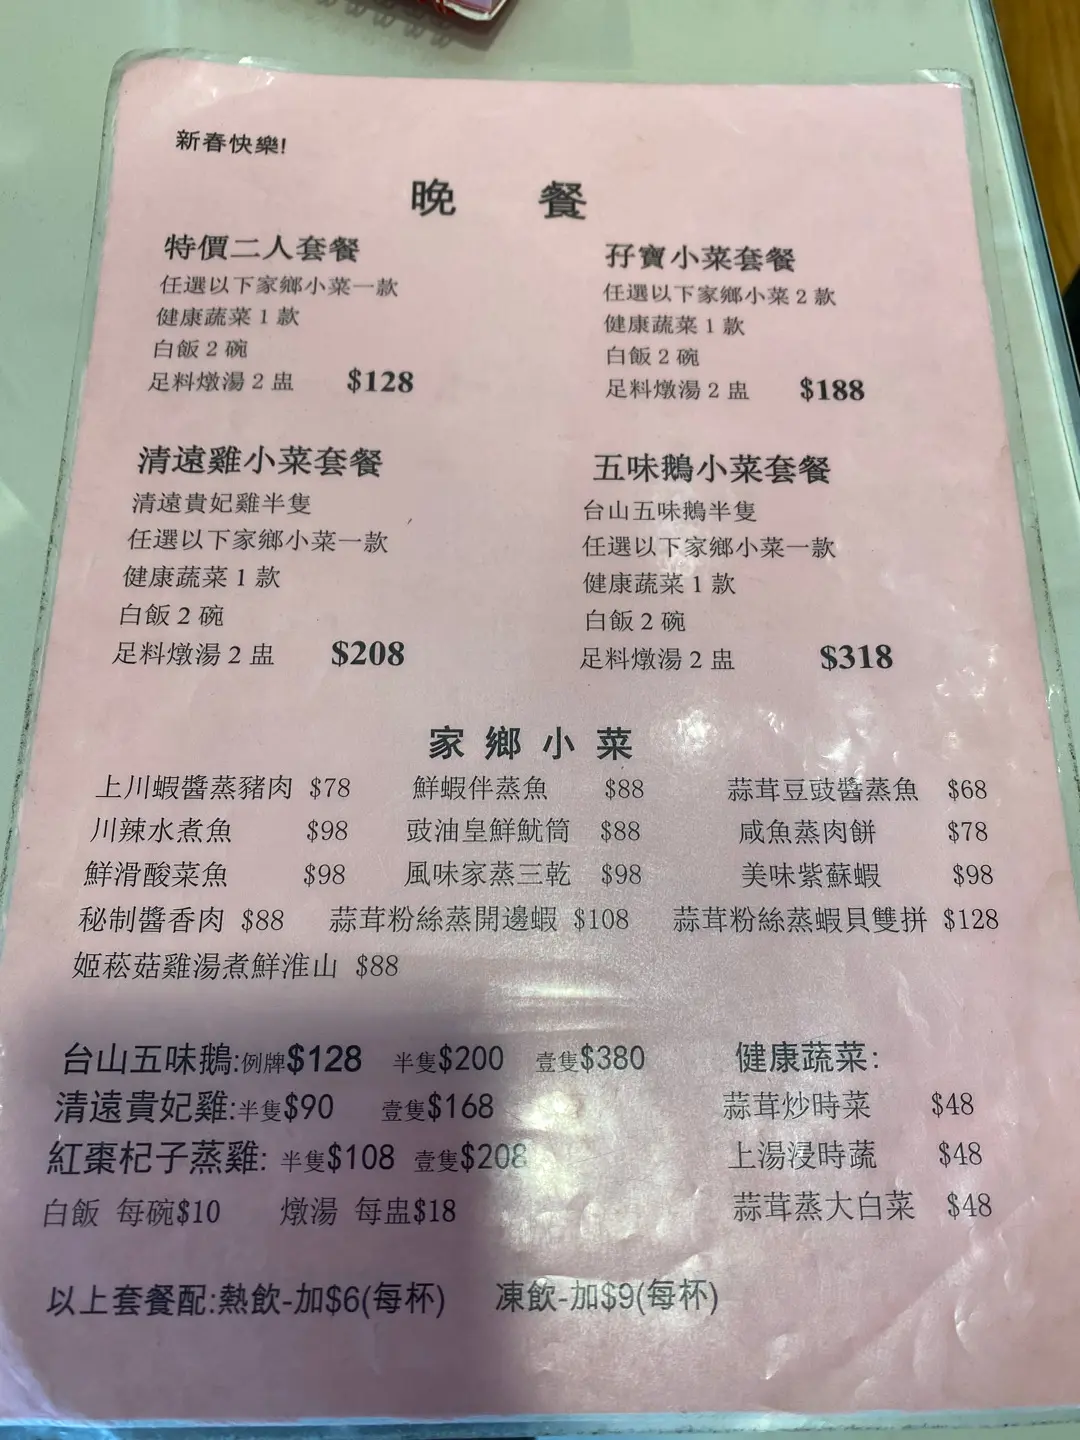 新春快樂!
晚 餐
特價二人套餐
任選以下家鄉小菜一款
健康蔬菜 1 款
白飯 2 碗
足料燉湯 2 盅 $128
孖寶小菜套餐
任選以下家鄉小菜 2 款
健康蔬菜 1 款
白飯 2 碗
足料燉湯 2 盅 $188
清遠雞小菜套餐
清遠貴妃雞半隻
任選以下家鄉小菜一款
健康蔬菜 1 款
白飯 2 碗
足料燉湯 2 盅 $208
五味鵝小菜套餐
台山五味鵝半隻
任選以下家鄉小菜一款
健康蔬菜 1 款
白飯 2 碗
足料燉湯 2 盅 $318
家 鄉 小 菜
上川蝦醬蒸豬肉 $78 鮮蝦伴蒸魚 $88 蒜茸豆豉醬蒸魚 $68
川辣水煮魚 $98 豉油皇鮮魷筒 $88 咸魚蒸肉餅 $78
鮮滑酸菜魚 $98 風味家蒸三乾 $98 美味紫蘇蝦 $98
秘制醬香肉 $88 蒜茸粉絲蒸開邊蝦 $108 蒜茸粉絲蒸蝦貝雙拼 $128
姬菘菇雞湯煮鮮淮山 $88
台山五味鵝:例牌$128 半隻$200 壹隻$380
清遠貴妃雞:半隻$90 壹隻$168
紅棗杞子蒸雞: 半隻$108 壹隻$208
白飯 每碗$10 燉湯 每盅$18
健康蔬菜:
蒜茸炒時菜 $48
上湯浸時蔬 $48
蒜茸蒸大白菜 $48
以上套餐配:熱飲-加$6(每杯) 凍飲-加$9(每杯)